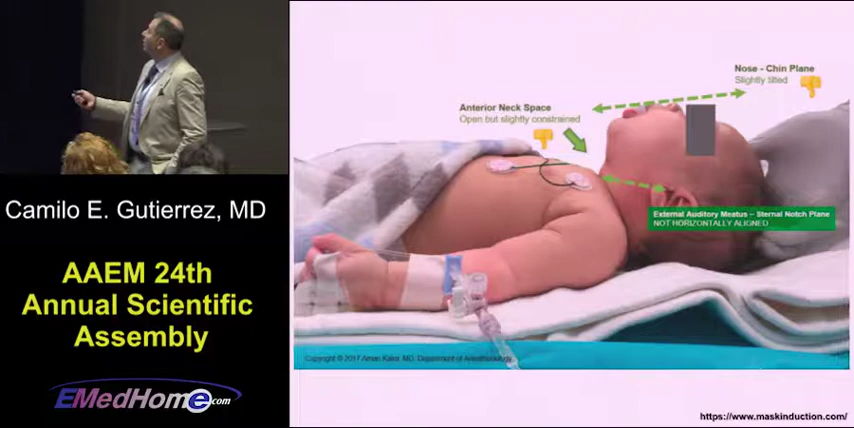 Camilo E. Gutierrez, MD
AAEM 24th
Annual Scientific
Assembly
EMedHome.com
Nose - Chin Plane
Slightly tilted
Anterior Neck Space
Open but slightly constrained
External Auditory Meatus – Sternal Notch Plane
NOT HORIZONTALLY ALIGNED
Copyright © 2017 Arnan Kalra, MD, Department of Anesthesiology
https://www.maskinduction.com/